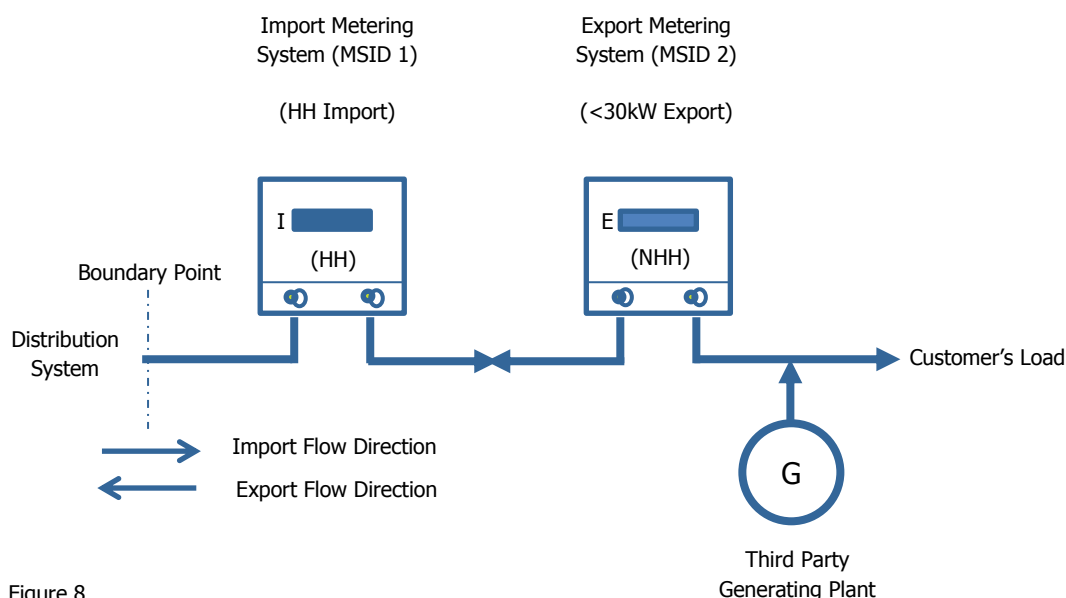 Import Metering
System (MSID 1)
(HH Import)
Export Metering
System (MSID 2)
(<30kW Export)
I
(HH)
E
(NHH)
Boundary Point
Distribution
System
Customer's Load
Import Flow Direction
Export Flow Direction
G
Third Party
Generating Plant
Figure 8